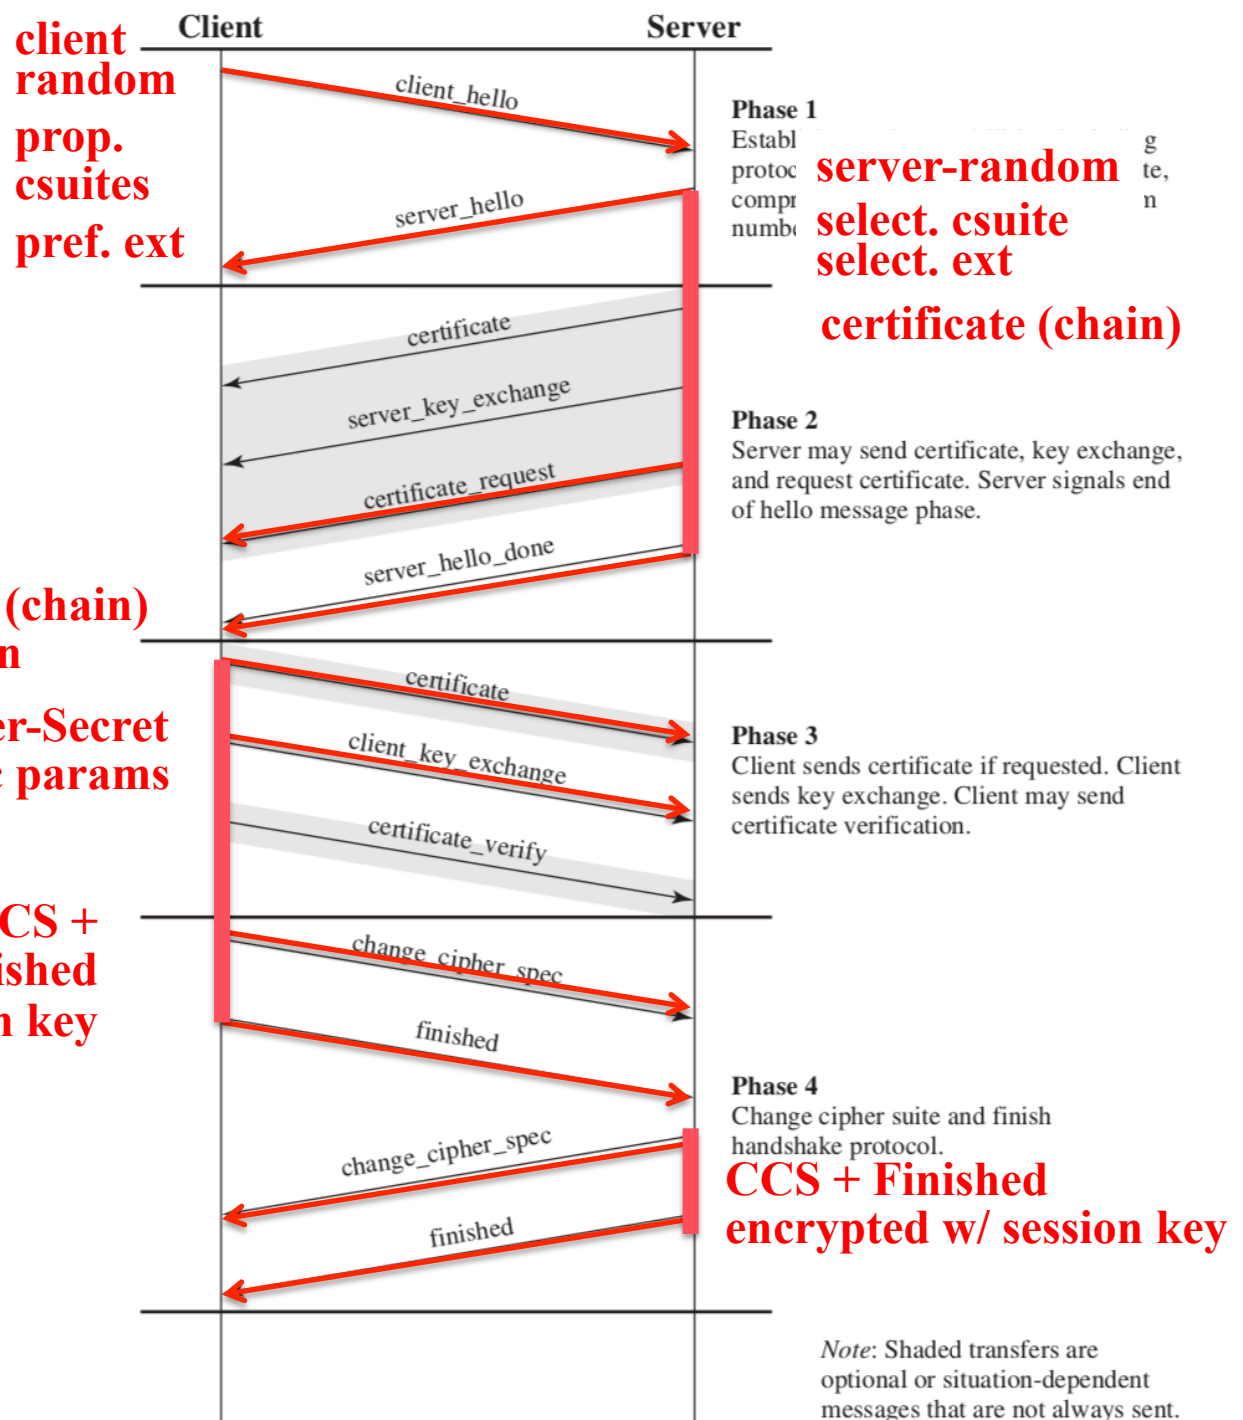 Client
Server
client
random
prop.
csuites
pref. ext
client_hello
server_hello
Phase 1
server-random
select. csuite
select. ext
certificate (chain)
certificate
server_key_exchange
certificate_request
server_hello_done
Phase 2
Server may send certificate, key exchange,
and request certificate. Server signals end
of hello message phase.
(chain)
certificate
client_key_exchange
certificate_verify
er-Secret
params
Phase 3
Client sends certificate if requested. Client
sends key exchange. Client may send
certificate verification.
CS +
ished
key
change_cipher_spec
finished
change_cipher_spec
finished
Phase 4
Change cipher suite and finish
handshake protocol.
CCS + Finished
encrypted w/ session key
Note: Shaded transfers are
optional or situation-dependent
messages that are not always sent.